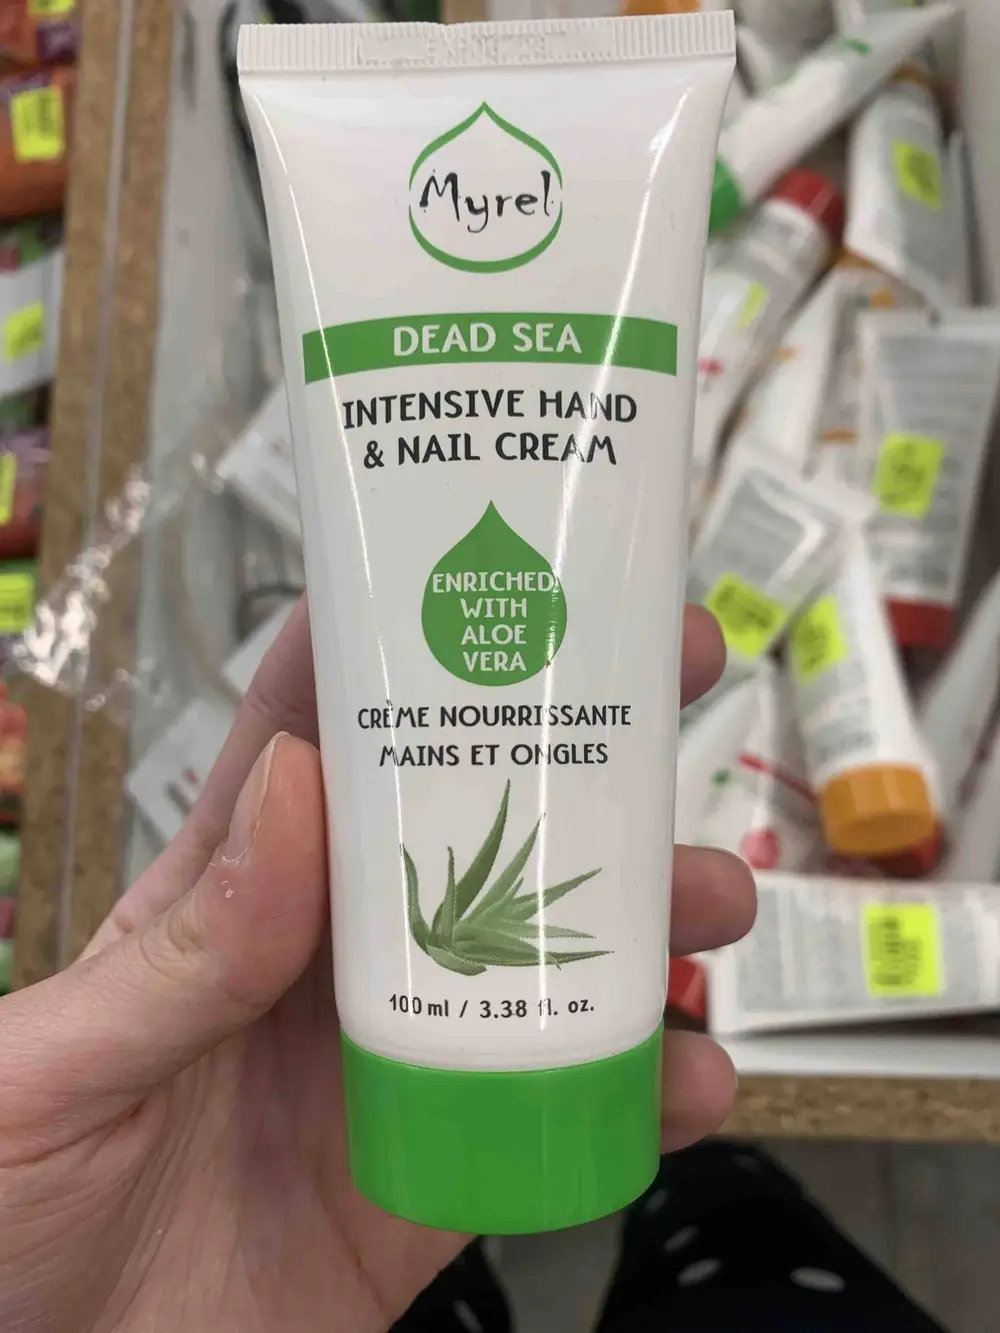 Myrel
DEAD SEA
INTENSIVE HAND
& NAIL CREAM
ENRICHED
WITH
ALOE
VERA
CRÈME NOURRISSANTE
MAINS ET ONGLES
100 ml / 3.38 fl. oz.